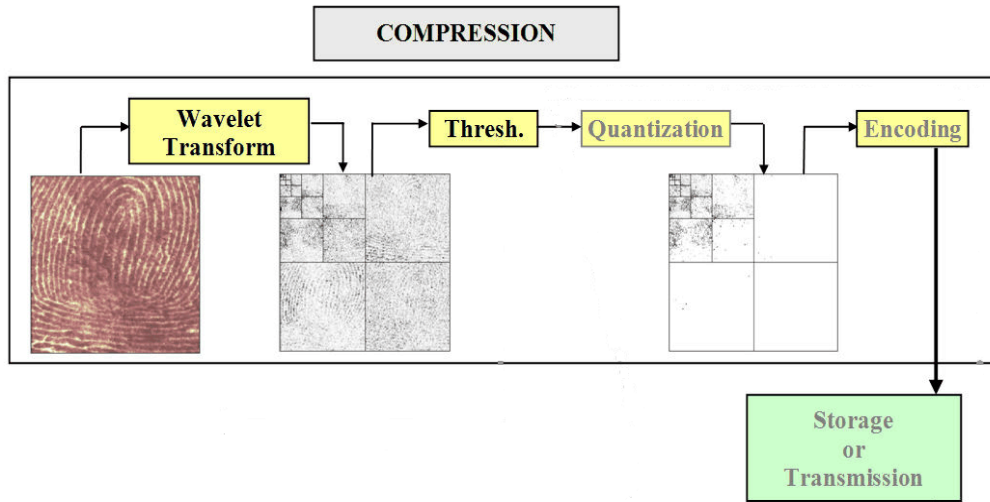 COMPRESSION
Wavelet
Transform
Thresh.
Quantization
Encoding
Storage
or
Transmission